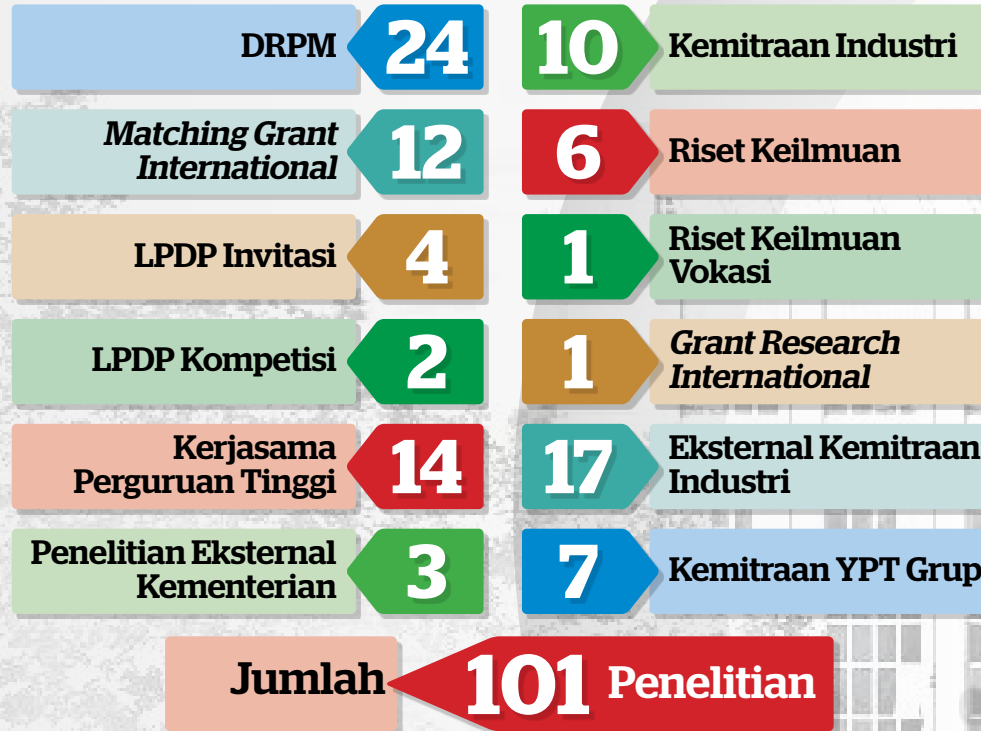 DRPM
24
Matching Grant
International
12
LPDP Invitasi
4
LPDP Kompetisi
2
Kerjasama
Perguruan Tinggi
14
Penelitian Eksternal
Kementerian
3
10
Kemitraan Industri
6
Riset Keilmuan
1
Riset Keilmuan
Vokasi
1
Grant Research
International
17
Eksternal Kemitraan
Industri
7
Kemitraan YPT Grup
Jumlah 101 Penelitian